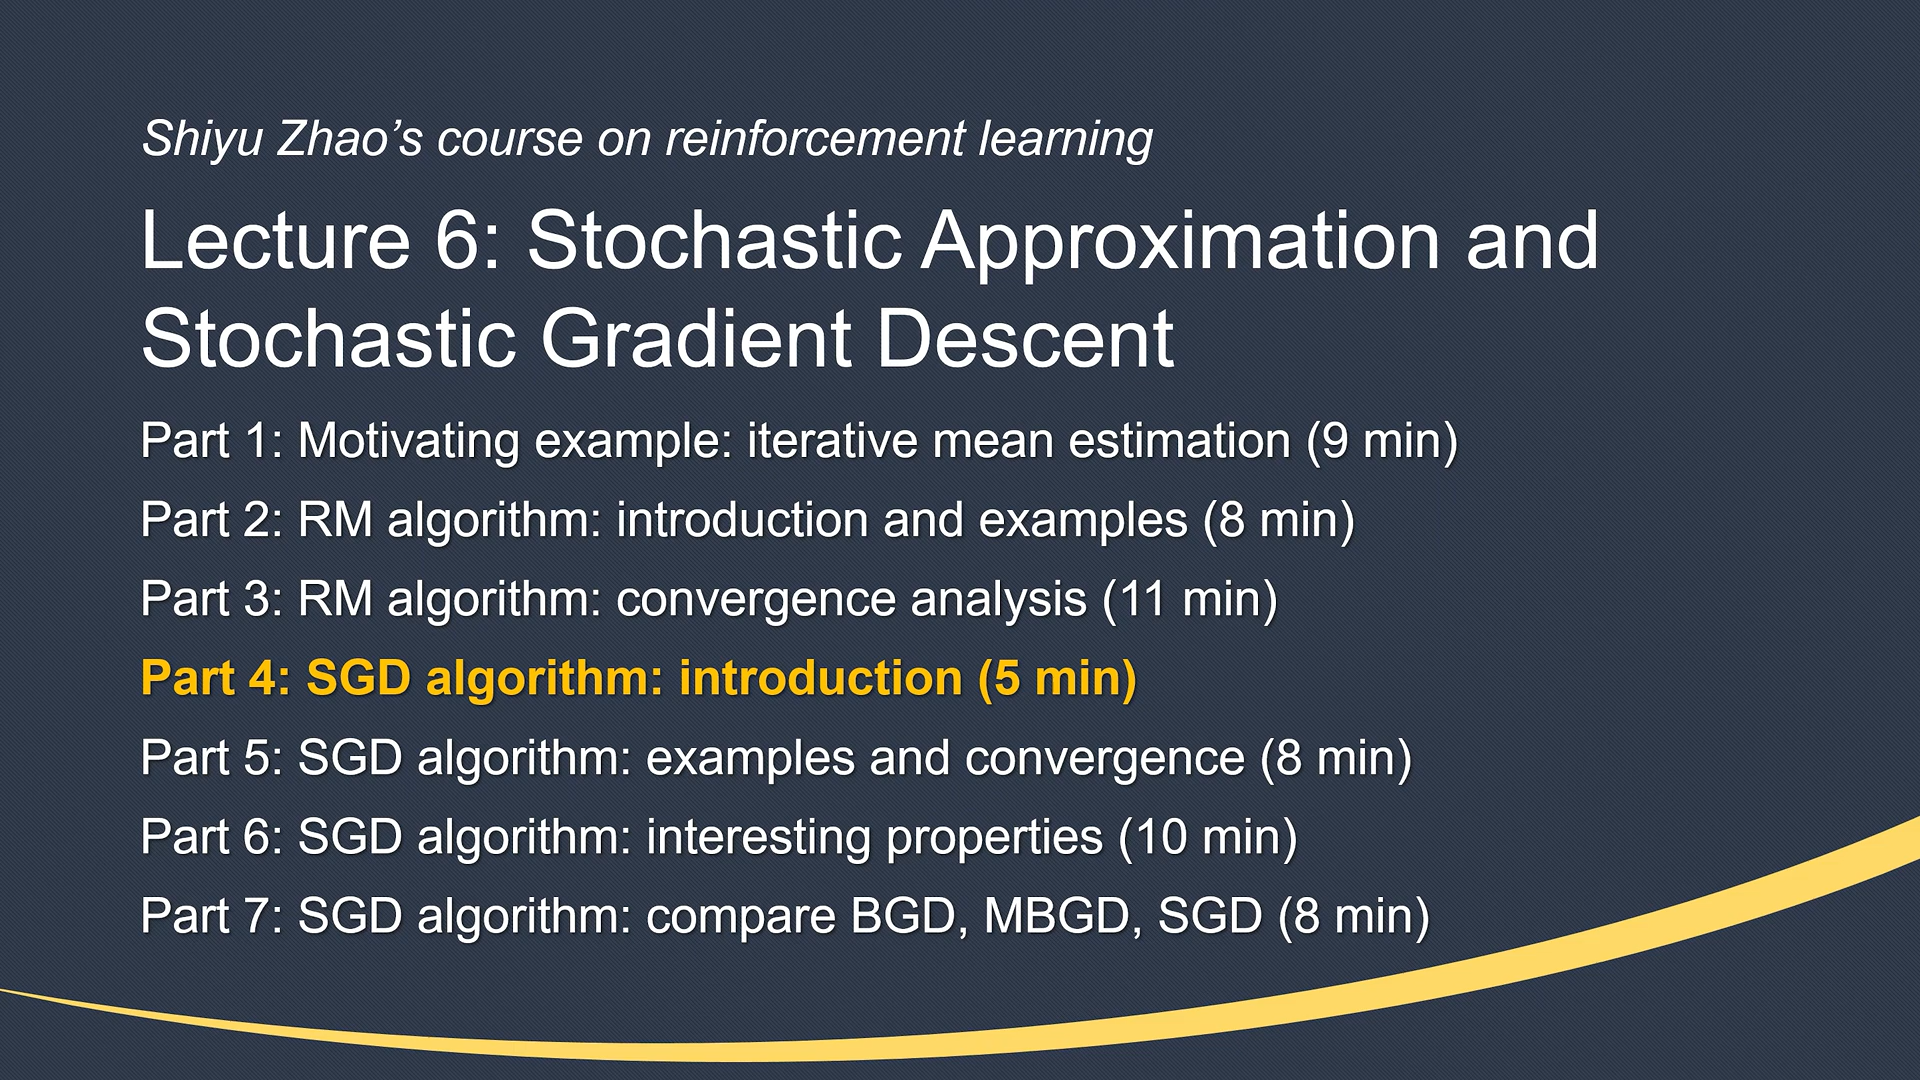 Shiyu Zhao’s course on reinforcement learning
Lecture 6: Stochastic Approximation and
Stochastic Gradient Descent
Part 1: Motivating example: iterative mean estimation (9 min)
Part 2: RM algorithm: introduction and examples (8 min)
Part 3: RM algorithm: convergence analysis (11 min)
Part 4: SGD algorithm: introduction (5 min)
Part 5: SGD algorithm: examples and convergence (8 min)
Part 6: SGD algorithm: interesting properties (10 min)
Part 7: SGD algorithm: compare BGD, MBGD, SGD (8 min)